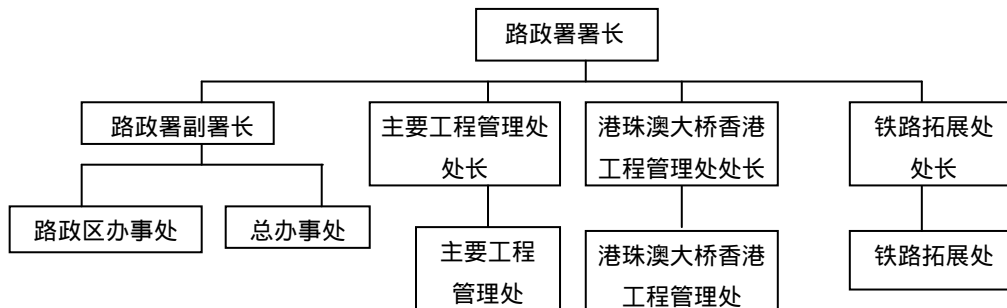 路政署署长
路政署副署长
主要工程管理处
处长
港珠澳大桥香港
工程管理处处长
铁路拓展处
处长
路政区办事处
总办事处
主要工程
管理处
港珠澳大桥香港
工程管理处
铁路拓展处